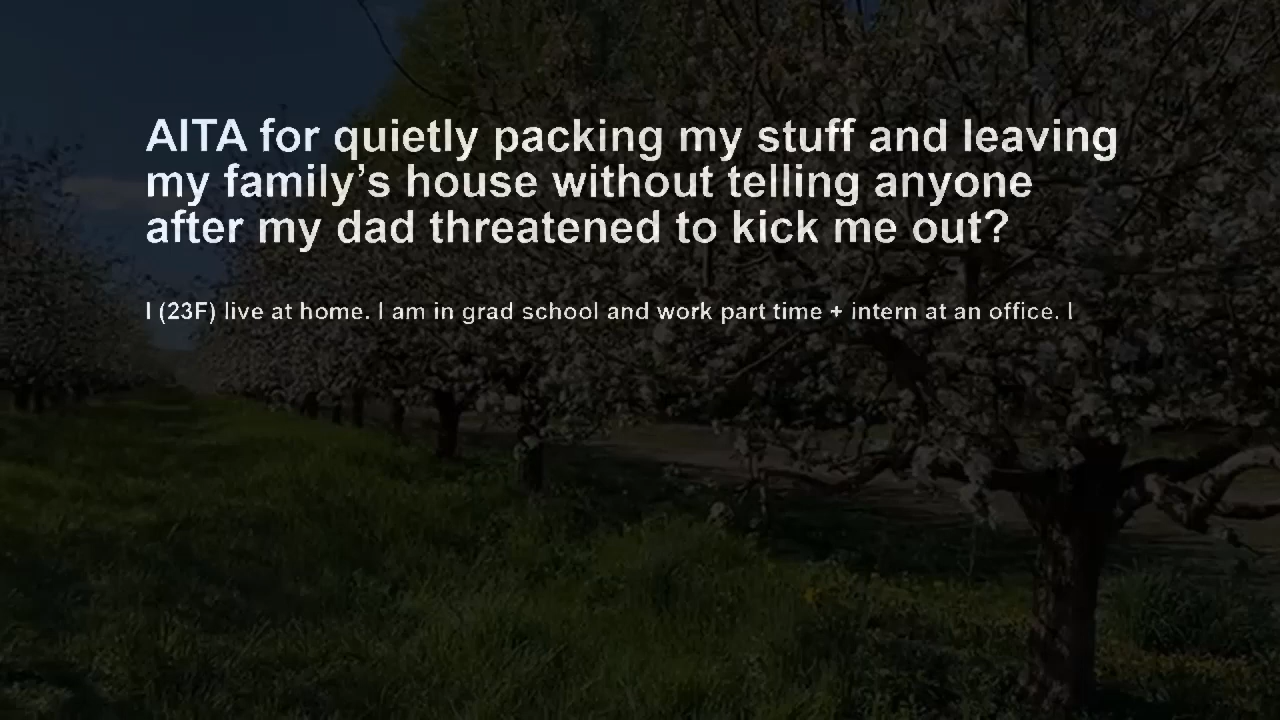 AITA for quietly packing my stuff and leaving
my family’s house without telling anyone
after my dad threatened to kick me out?
I (23F) live at home. I am in grad school and work part time + intern at an office. I